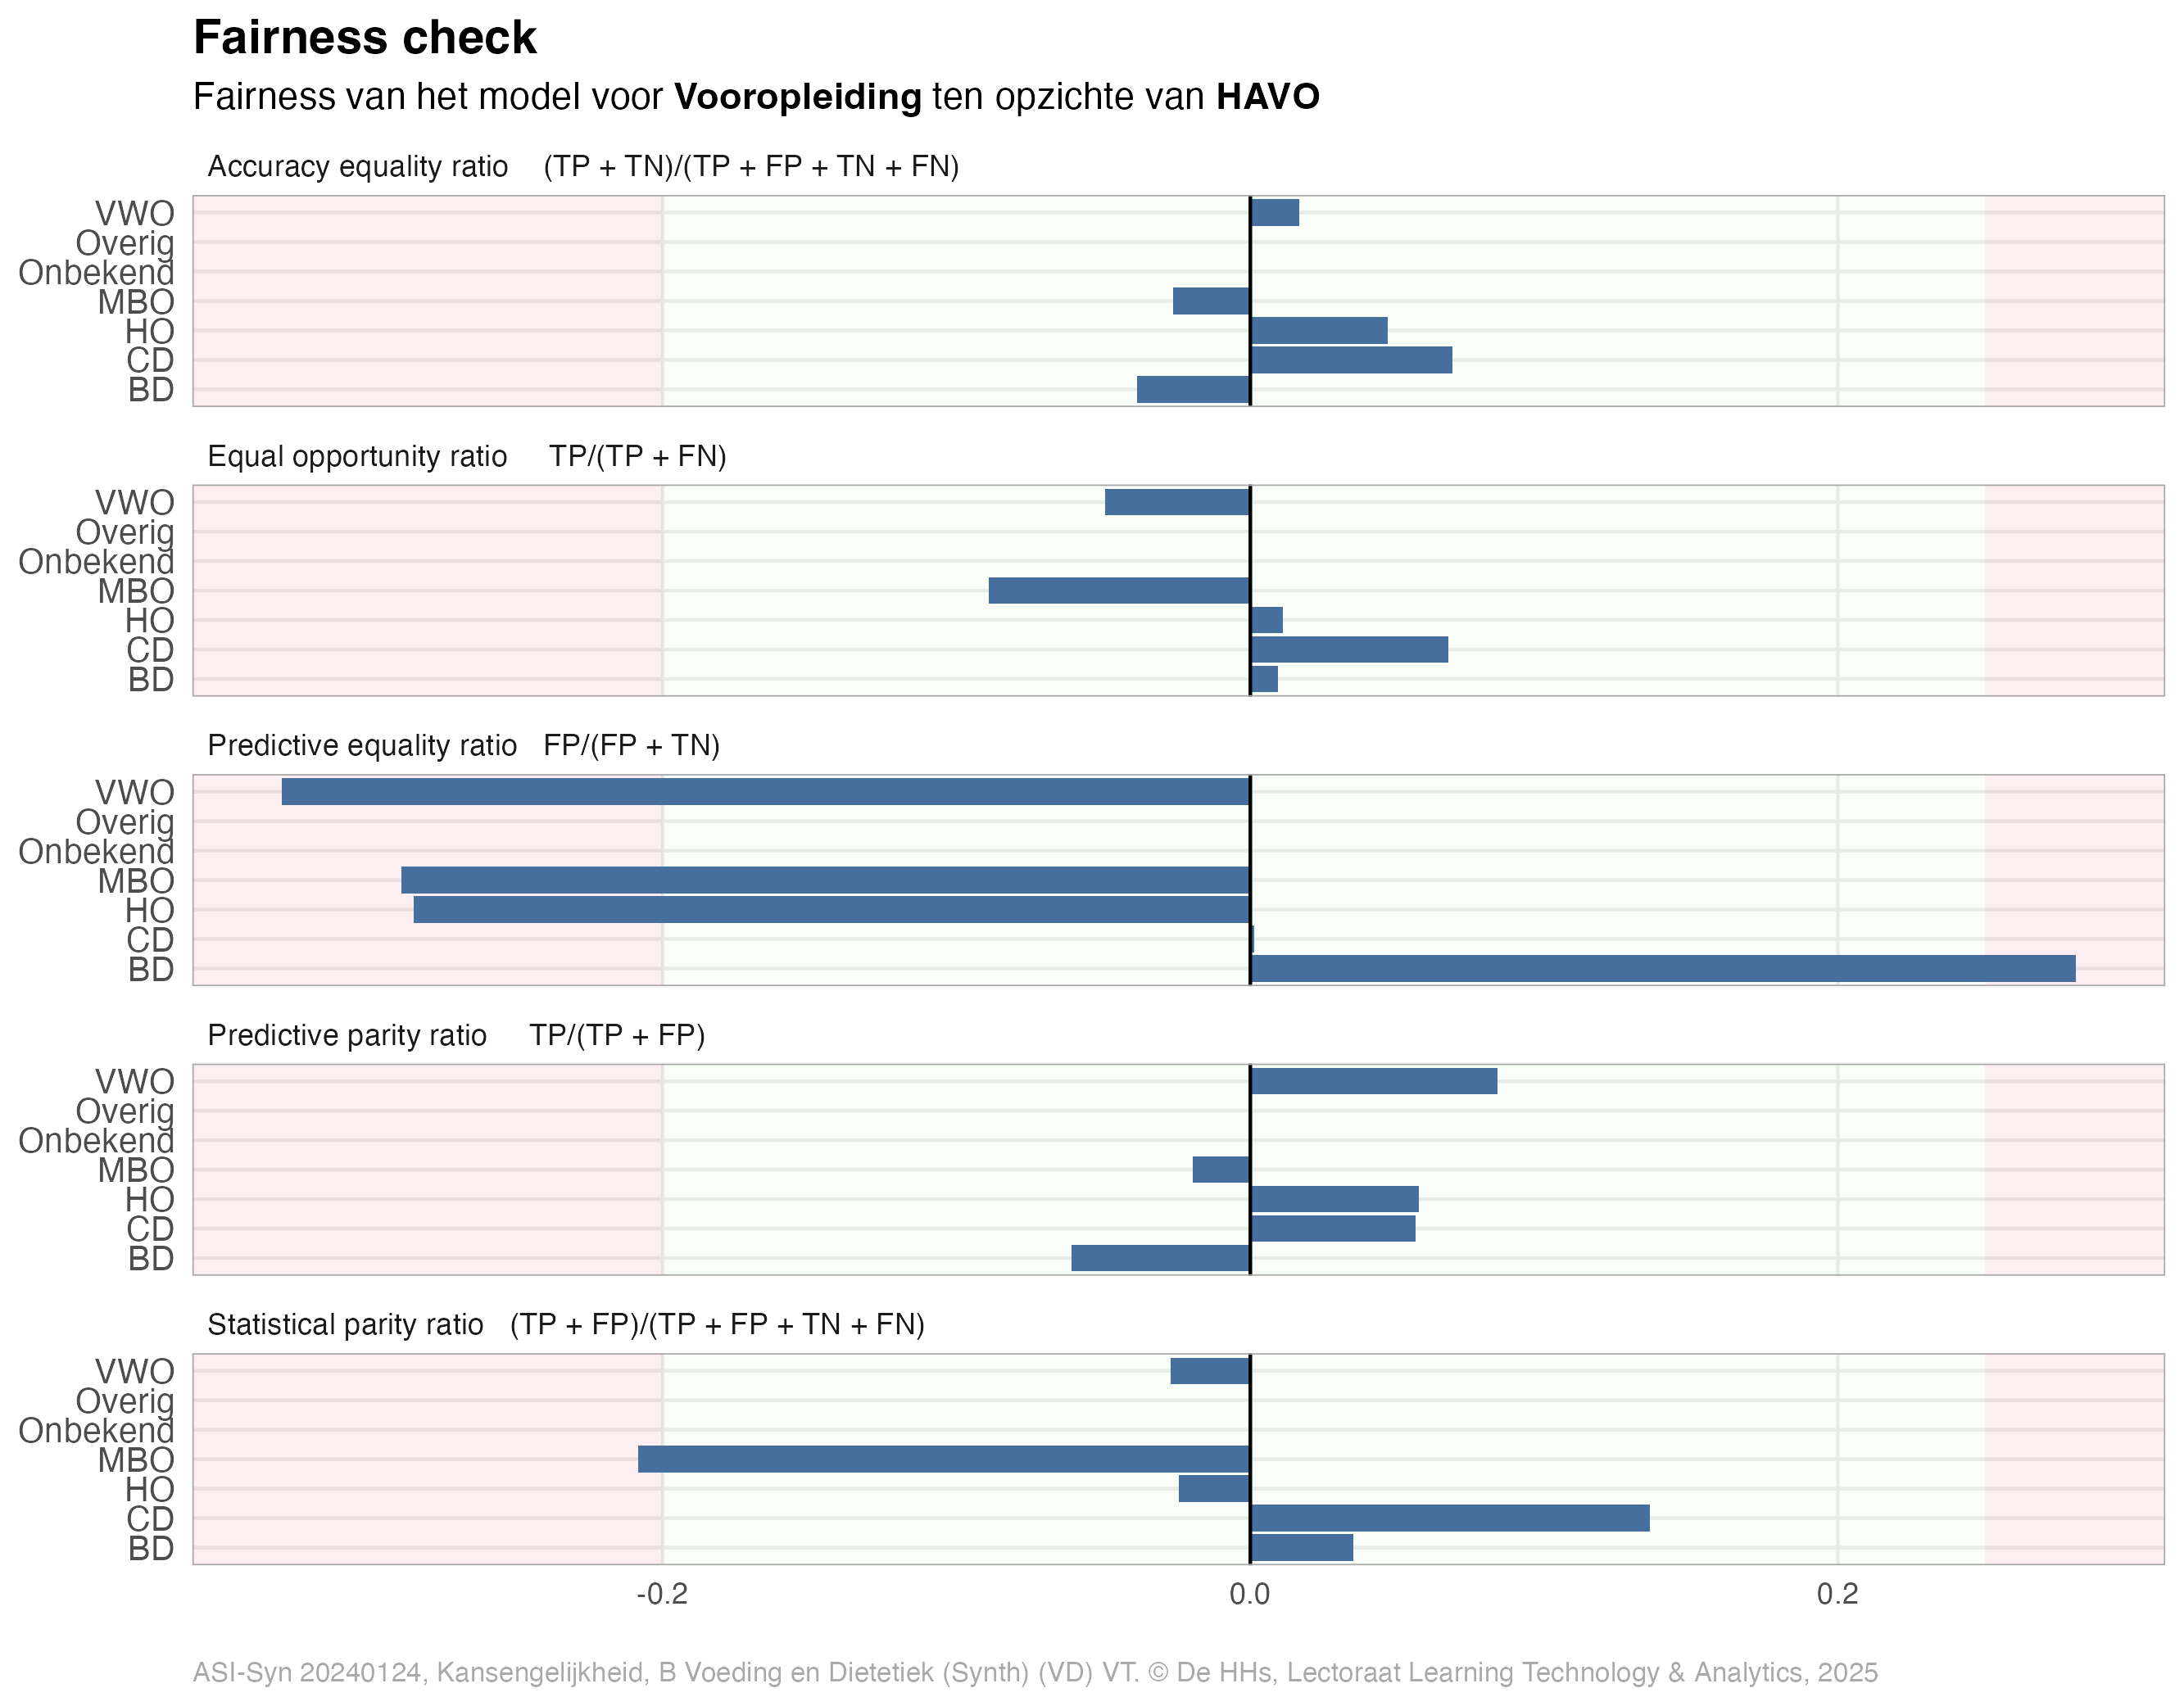 Fairness check
Fairness van het model voor Vooropleiding ten opzichte van HAVO
Accuracy equality ratio (TP + TN)/(TP + FP + TN + FN)
VWO
Overig
Onbekend
MBO
HO
CD
BD
Equal opportunity ratio TP/(TP + FN)
VWO
Overig
Onbekend
MBO
HO
CD
BD
Predictive equality ratio FP/(FP + TN)
VWO
Overig
Onbekend
MBO
HO
CD
BD
Predictive parity ratio TP/(TP + FP)
VWO
Overig
Onbekend
MBO
HO
CD
BD
Statistical parity ratio (TP + FP)/(TP + FP + TN + FN)
VWO
Overig
Onbekend
MBO
HO
CD
BD
-0.2 0.0 0.2
ASI-Syn 20240124, Kansengelijkheid, B Voeding en Dietetiek (Synth) (VD) VT. © De HHs, Lectoraat Learning Technology & Analytics, 2025